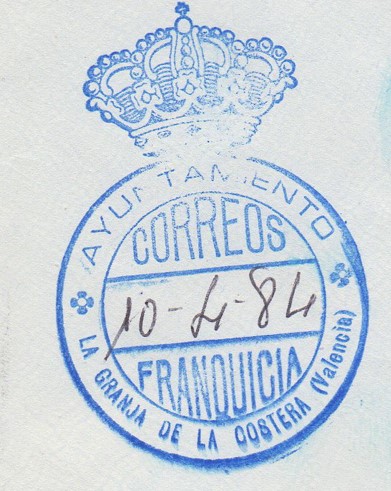 AYUNTAMIENTO
CORREOS
10-4-84
FRANQUICIA
LA GRANJA DE LA COSTERA (Valencia)